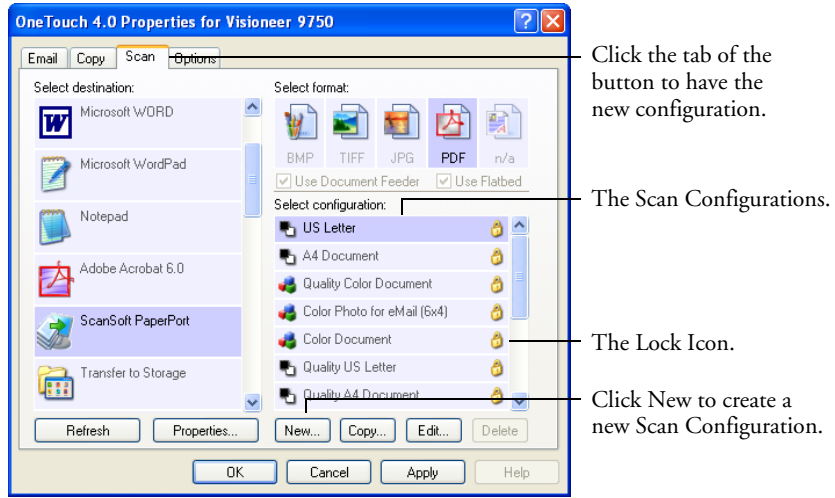 OneTouch 4.0 Properties for Visioneer 9750
Email Copy Scan Options
Select destination:
Microsoft WORD
Microsoft WordPad
Notepad
Adobe Acrobat 6.0
ScanSoft PaperPort
Transfer to Storage
Refresh Properties...
Select format:
BMP TIFF JPG PDF n/a
Use Document Feeder Use Flatbed
Select configuration:
US Letter
A4 Document
Quality Color Document
Color Photo for eMail (6x4)
Color Document
Quality US Letter
Quality A4 Document
New... Copy... Edit... Delete
OK Cancel Apply Help
Click the tab of the
button to have the
new configuration.
The Scan Configurations.
The Lock Icon.
Click New to create a
new Scan Configuration.